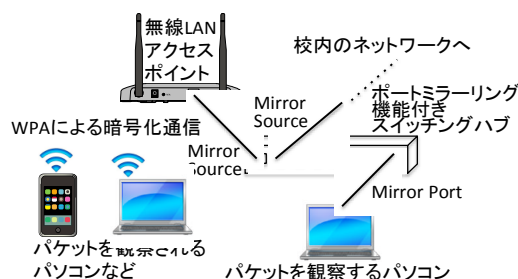 無線LAN
アクセス
ポイント
校内のネットワークへ
ポートミラーリング
機能付き
スイッチングハブ
Mirror
Source
WPAによる暗号化通信
Mirror
Source
Mirror Port
パケットを観察される
パソコンなど
パケットを観察するパソコン